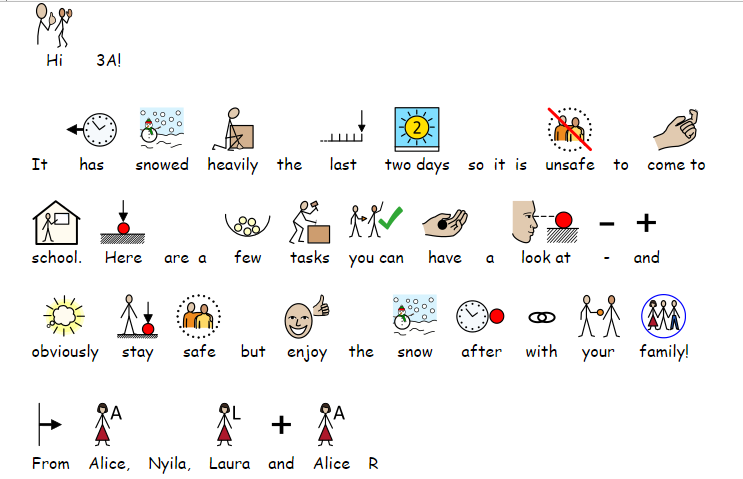 Hi 3A!
It has snowed heavily the last two days so it is unsafe to come to
school. Here are a few tasks you can have a look at - and
obviously stay safe but enjoy the snow after with your family!
From Alice, Nyila, Laura and Alice R